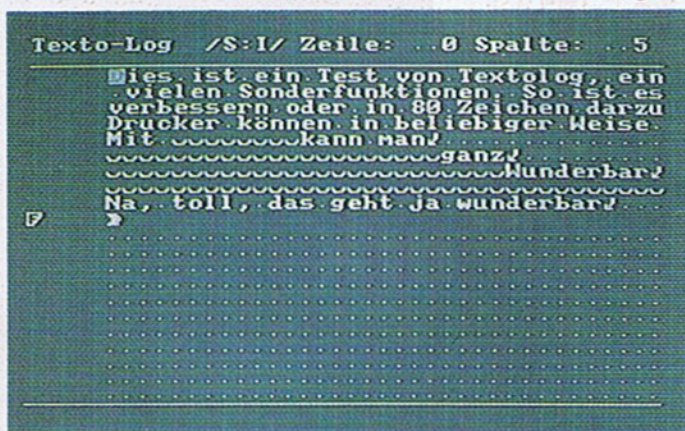 Texto-Log /S:I/ Zeile: ..0 Spalte: ..5
Dies.ist.ein.Test.von.Textolog,.ein
.vielen.Sonderfunktionen..So.ist.es
verbessern.oder.in.80.Zeichen.darzu
Drucker.können.in.beliebiger.Weise.
Mit kann man
ganz
Wunderbar
Na,.toll,.das.geht.ja.wunderbar
F